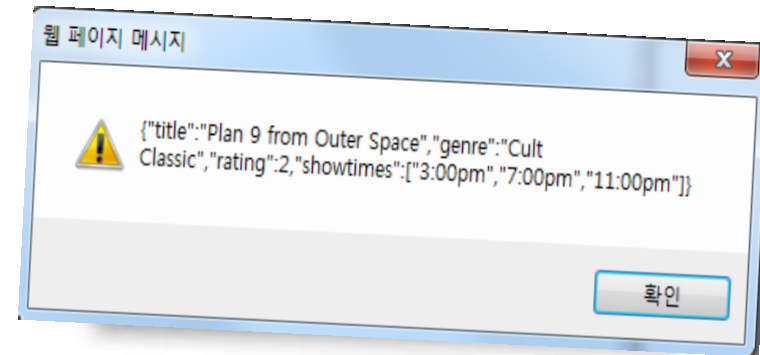 웹 페이지 메시지
{"title":"Plan 9 from Outer Space","genre":"Cult
Classic","rating":2,"showtimes":["3:00pm","7:00pm","11:00pm"]}
확인